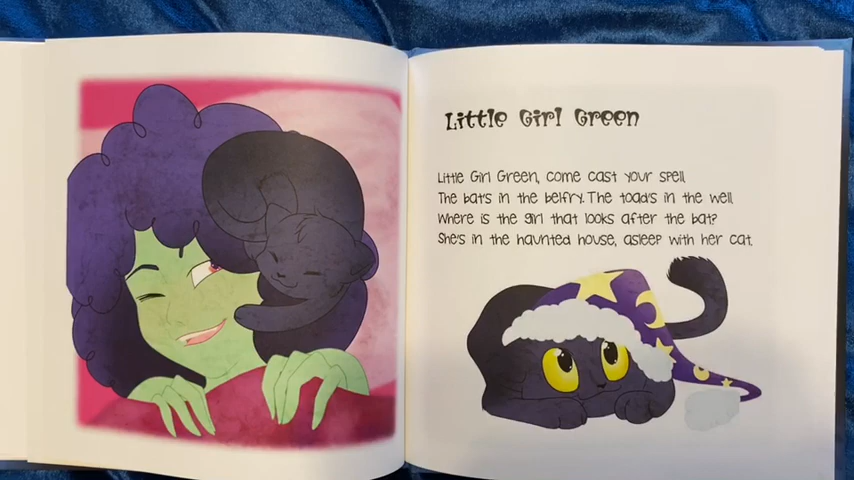 Little Girl Green
Little Girl Green, come cast your spell.
The bat's in the belfry. The toad's in the well.
Where is the girl that looks after the bat?
She's in the haunted house, asleep with her cat.